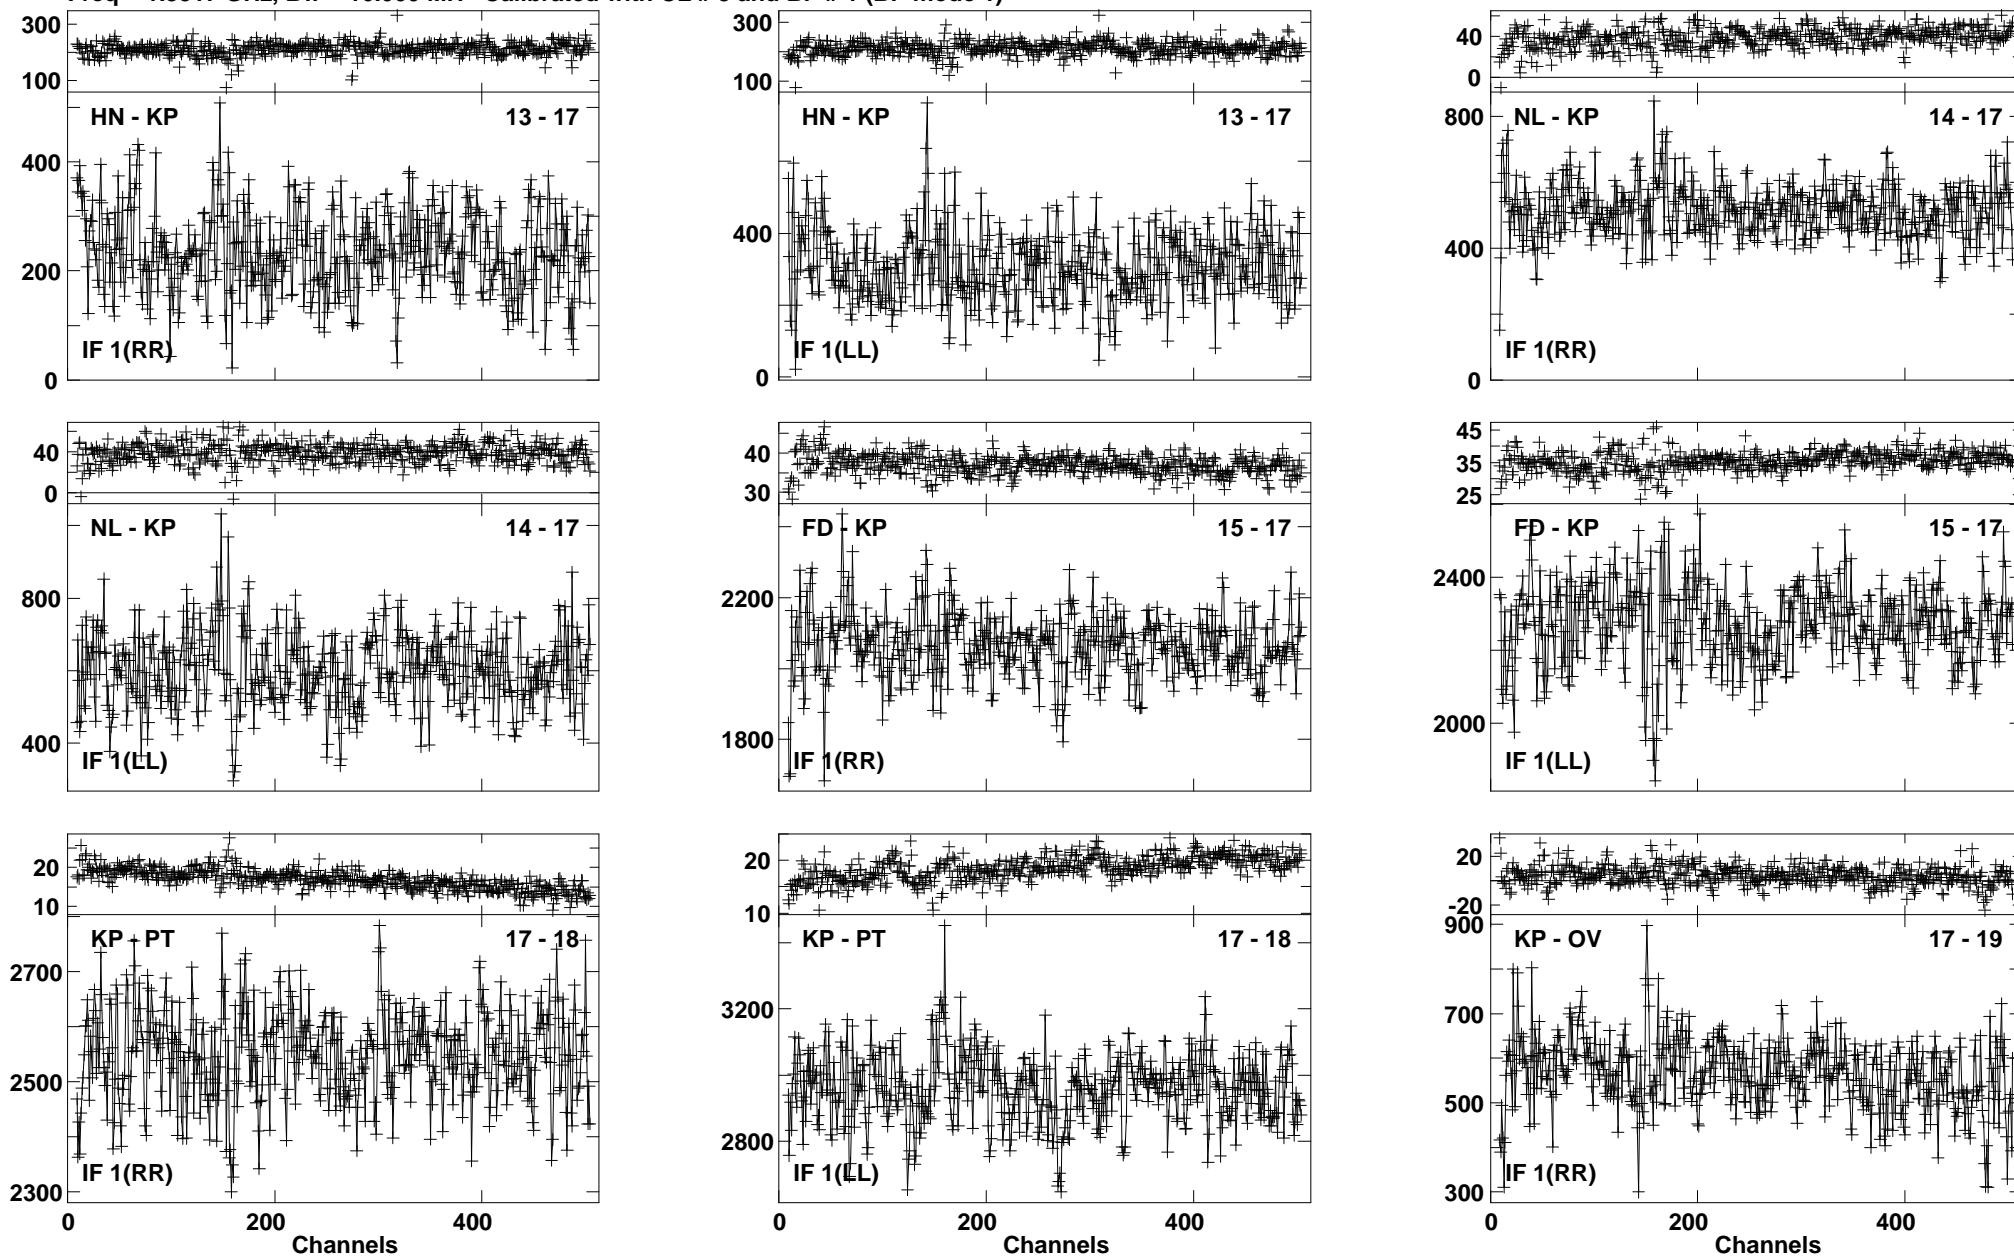 300
100
HN - KP 13 - 17
400
200
0
IF 1(RR)
300
100
HN - KP 13 - 17
400
0
IF 1(LL)
40
0
NL - KP 14 - 17
800
400
0
IF 1(RR)
40
0
NL - KP 14 - 17
800
400
IF 1(LL)
40
30
FD - KP 15 - 17
2200
1800
IF 1(RR)
45
35
25
FD - KP 15 - 17
2400
2000
IF 1(LL)
20
10
KP - PT 17 - 18
2700
2500
2300
IF 1(RR)
0 200 400
Channels
20
10
KP - PT 17 - 18
3200
2800
IF 1(LL)
0 200 400
Channels
20
-20
KP - OV 17 - 19
900
700
500
300
IF 1(RR)
0 200 400
Channels